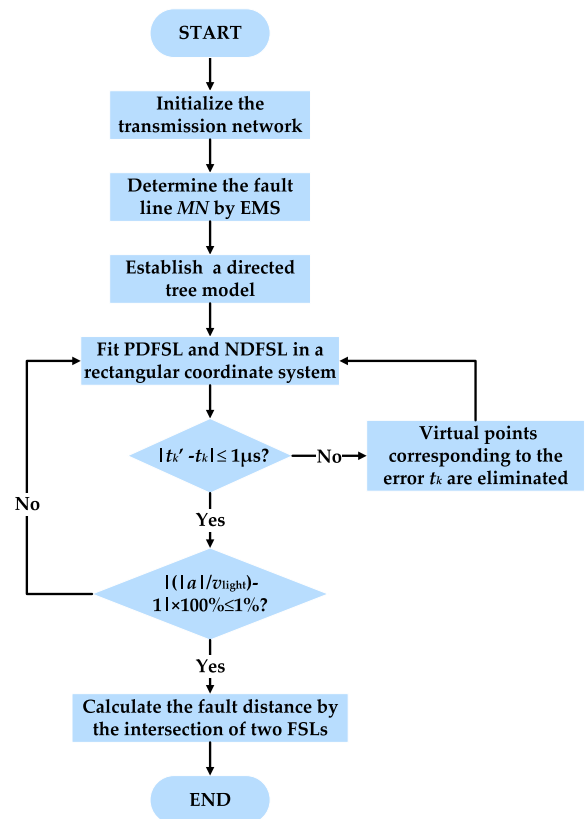 START
Initialize the
transmission network
Determine the fault
line MN by EMS
Establish a directed
tree model
Fit PDFSL and NDFSL in a
rectangular coordinate system
|tk′ -tk|≤ 1μs?
No
Virtual points
corresponding to the
error tk are eliminated
Yes
No
|(|a|/vlight)-
1|×100%≤1%?
Yes
Calculate the fault distance by
the intersection of two FSLs
END